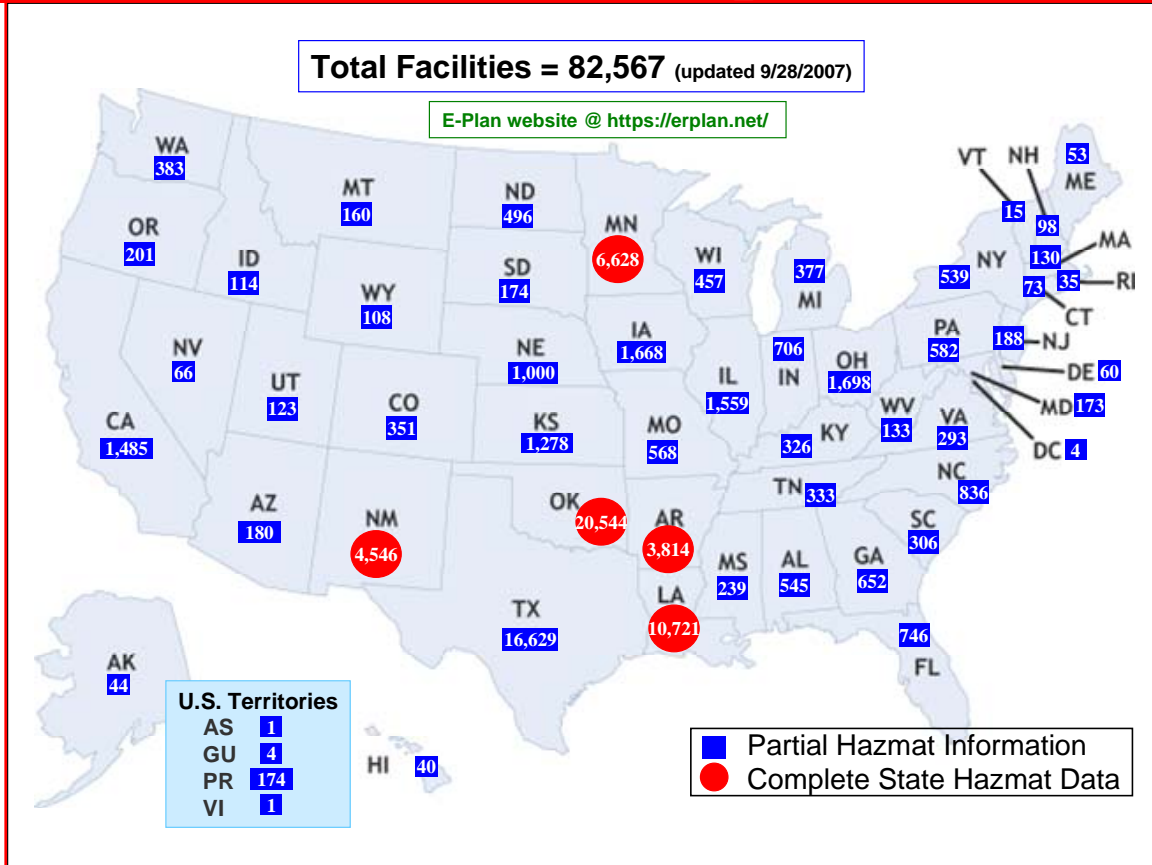 Total Facilities = 82,567 (updated 9/28/2007)
E-Plan website @ https://erplan.net/
WA
383
MT
160
ND
496
MN
6,628
VT
15
NH
98
53
ME
OR
201
ID
114
WY
108
SD
174
WI
457
377
MI
539
NY
130
MA
35
RI
73
CT
NV
66
UT
123
CO
351
NE
1,000
IA
1,668
IL
1,559
706
IN
OH
1,698
PA
582
188
NJ
DE 60
MD 173
DC 4
CA
1,485
KS
1,278
MO
568
326
KY
WV
133
VA
293
AZ
180
NM
4,546
OK
20,544
AR
3,814
TN 333
NC
836
SC
306
MS
239
AL
545
GA
652
TX
16,629
LA
10,721
746
FL
AK
44
HI 40
U.S. Territories
AS 1
GU 4
PR 174
VI 1
Partial Hazmat Information
Complete State Hazmat Data